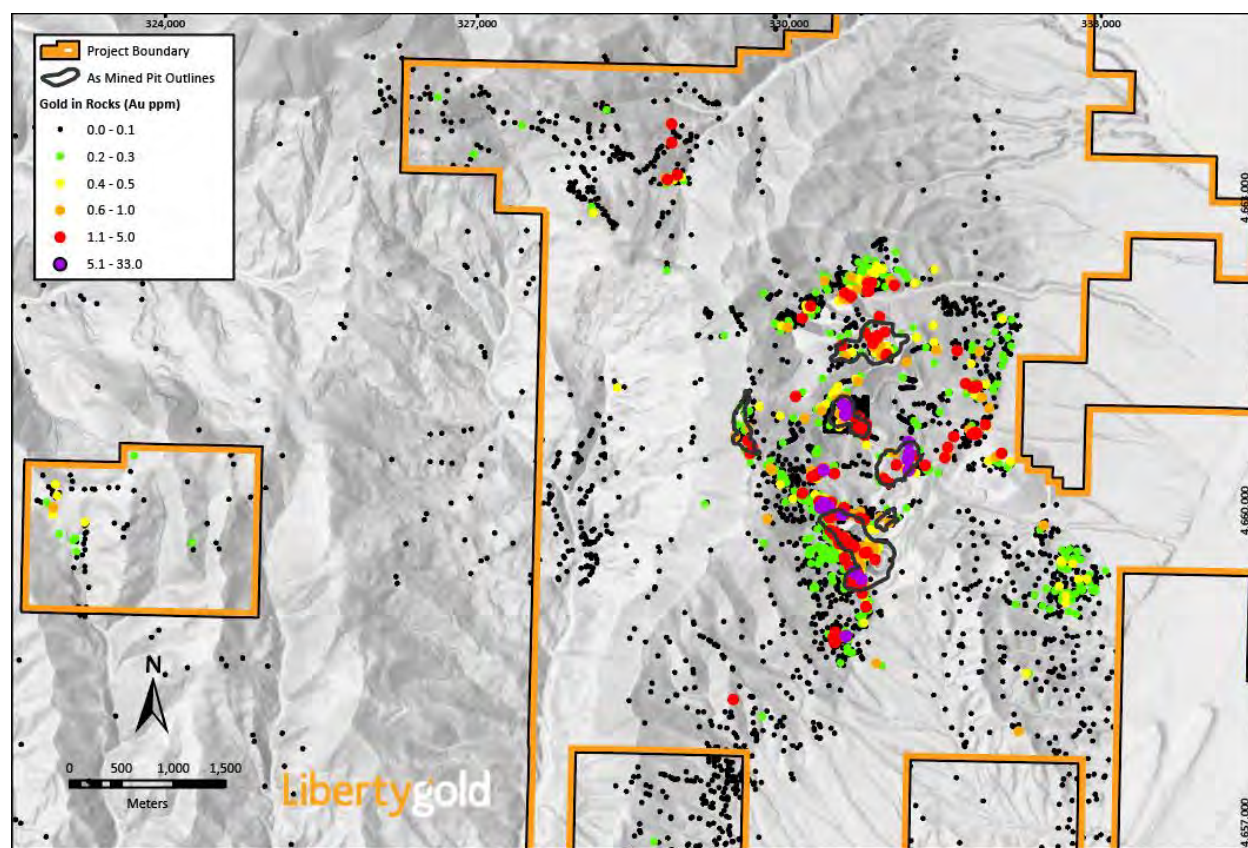 324,000
327,000
330,000
333,000
Project Boundary
As Mined Pit Outlines
Gold in Rocks (Au ppm)
0.0 - 0.1
0.2 - 0.3
0.4 - 0.5
0.6 - 1.0
1.1 - 5.0
5.1 - 33.0
4,663,000
4,660,000
4,657,000
N
0 500 1,000 1,500
Meters
Libertygold